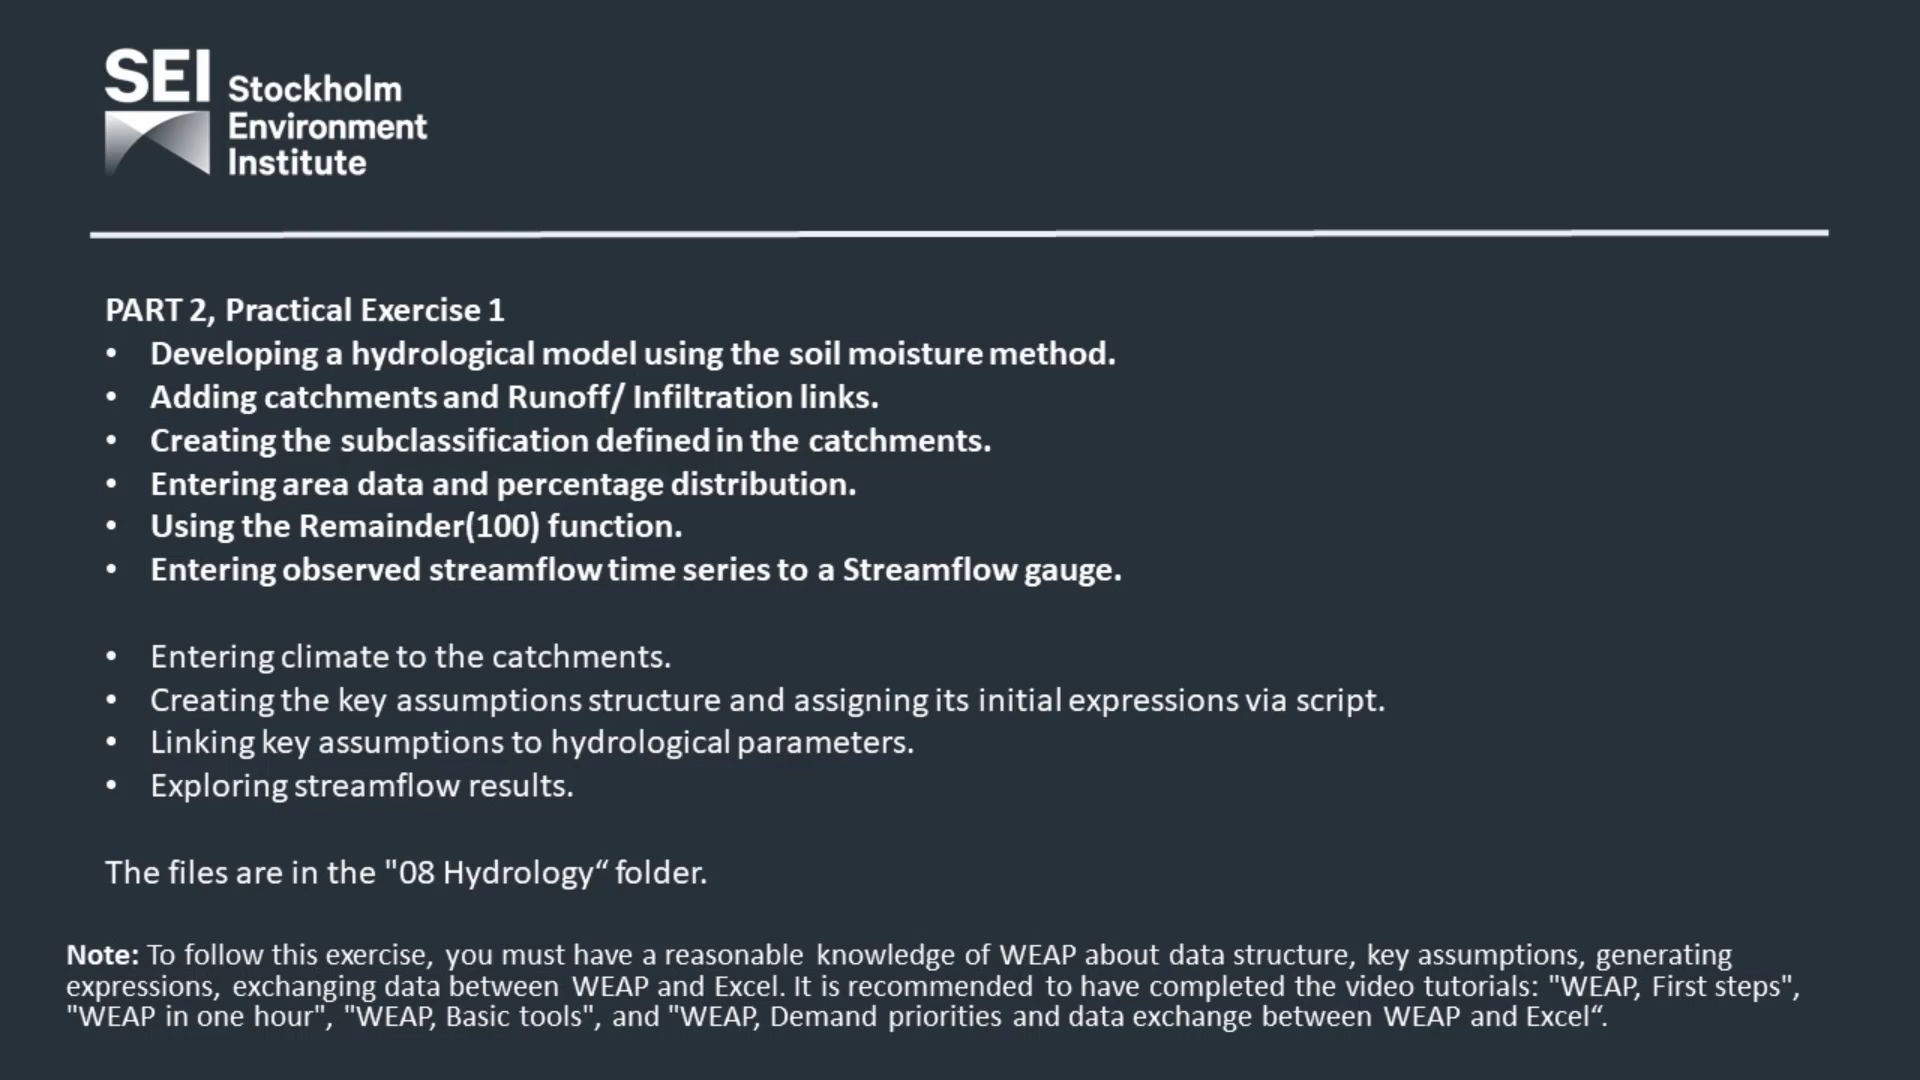 SEI Stockholm
Environment
Institute
PART 2, Practical Exercise 1
• Developing a hydrological model using the soil moisture method.
• Adding catchments and Runoff/ Infiltration links.
• Creating the subclassification defined in the catchments.
• Entering area data and percentage distribution.
• Using the Remainder(100) function.
• Entering observed streamflow time series to a Streamflow gauge.
• Entering climate to the catchments.
• Creating the key assumptions structure and assigning its initial expressions via script.
• Linking key assumptions to hydrological parameters.
• Exploring streamflow results.
The files are in the "08 Hydrology“ folder.
Note: To follow this exercise, you must have a reasonable knowledge of WEAP about data structure, key assumptions, generating
expressions, exchanging data between WEAP and Excel. It is recommended to have completed the video tutorials: "WEAP, First steps",
"WEAP in one hour", "WEAP, Basic tools", and "WEAP, Demand priorities and data exchange between WEAP and Excel“.